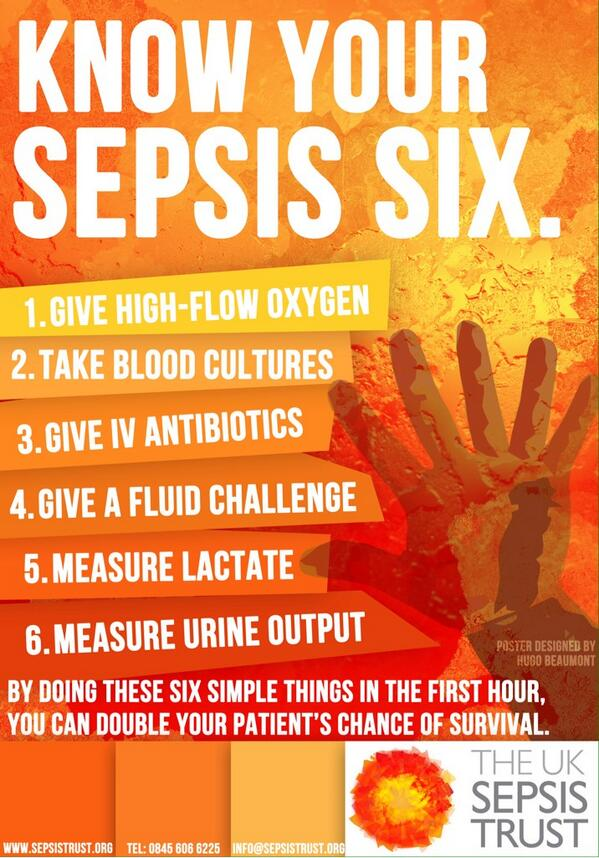 KNOW YOUR
SEPSIS SIX.
1. GIVE HIGH-FLOW OXYGEN
2. TAKE BLOOD CULTURES
3. GIVE IV ANTIBIOTICS
4. GIVE A FLUID CHALLENGE
5. MEASURE LACTATE
6. MEASURE URINE OUTPUT
POSTER DESIGNED BY
HUGO BEAUMONT
BY DOING THESE SIX SIMPLE THINGS IN THE FIRST HOUR,
YOU CAN DOUBLE YOUR PATIENT'S CHANCE OF SURVIVAL.
THE UK
SEPSIS
TRUST
WWW.SEPSISTRUST.ORG TEL: 0845 606 6225 INFO@SEPSISTRUST.ORG